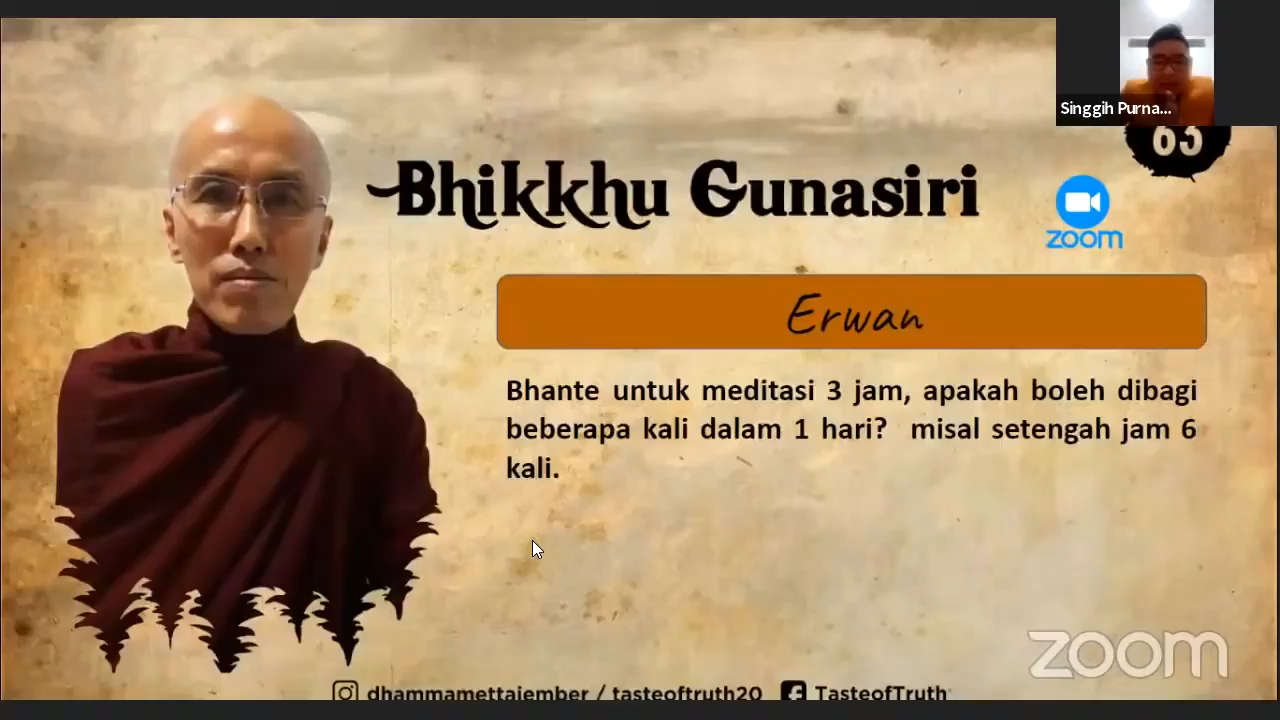 Singgih Purna...
Bhikkhu Gunasiri
zoom
Erwan
Bhante untuk meditasi 3 jam, apakah boleh dibagi
beberapa kali dalam 1 hari? misal setengah jam 6
kali.
zoom
dhammamettajember / tasteoftruth20 TasteofTruth